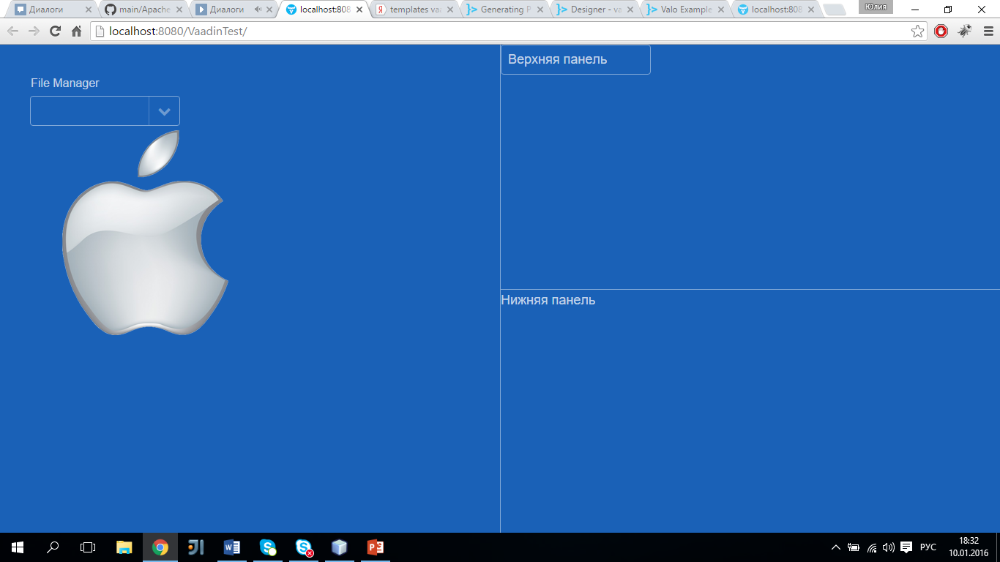 Диалоги
main/Apache
Диалоги
localhost:808
templates vaa
Generating P
Designer - va
Valo Example
localhost:808
Юлия
localhost:8080/VaadinTest/
File Manager
Верхняя панель
Нижняя панель
РУС
18:32
10.01.2016